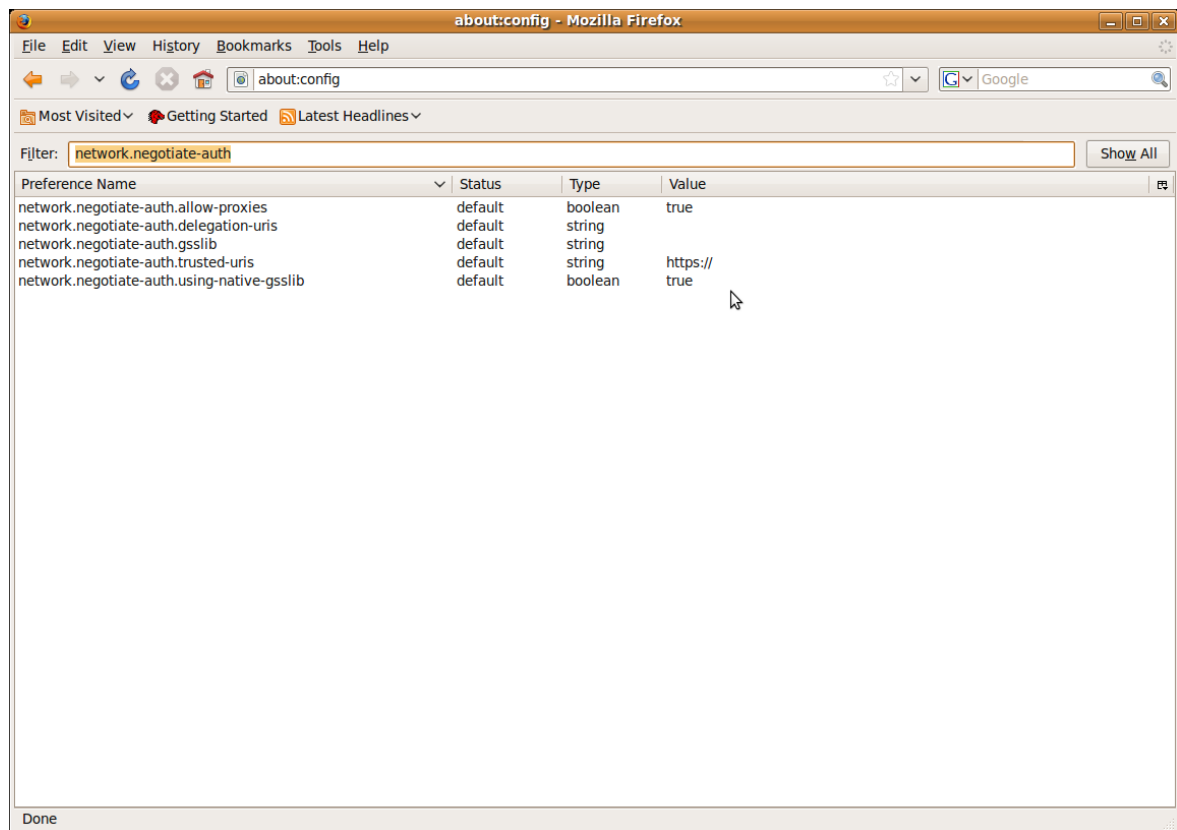 about:config - Mozilla Firefox
File Edit View History Bookmarks Tools Help
about:config Google
Most Visited Getting Started Latest Headlines
Filter: network.negotiate-auth Show All
Preference Name Status Type Value
network.negotiate-auth.allow-proxies default boolean true
network.negotiate-auth.delegation-uris default string
network.negotiate-auth.gsslib default string
network.negotiate-auth.trusted-uris default string https://
network.negotiate-auth.using-native-gsslib default boolean true
Done